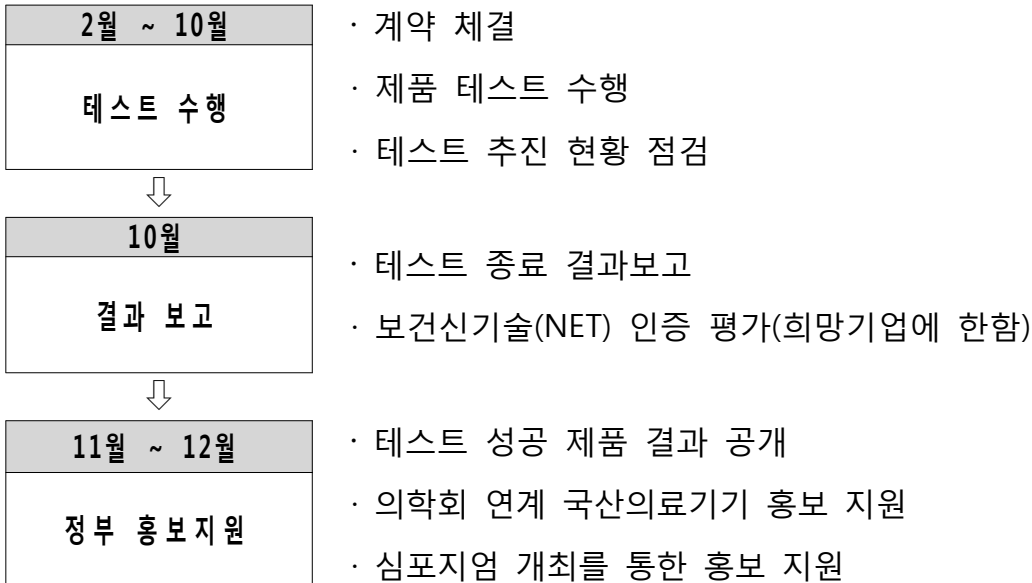 2월 ~ 10월
테스트 수행
· 계약 체결
· 제품 테스트 수행
· 테스트 추진 현황 점검
10월
결과 보고
· 테스트 종료 결과보고
· 보건신기술(NET) 인증 평가(희망기업에 한함)
11월 ~ 12월
정부 홍보지원
· 테스트 성공 제품 결과 공개
· 의학회 연계 국산의료기기 홍보 지원
· 심포지엄 개최를 통한 홍보 지원